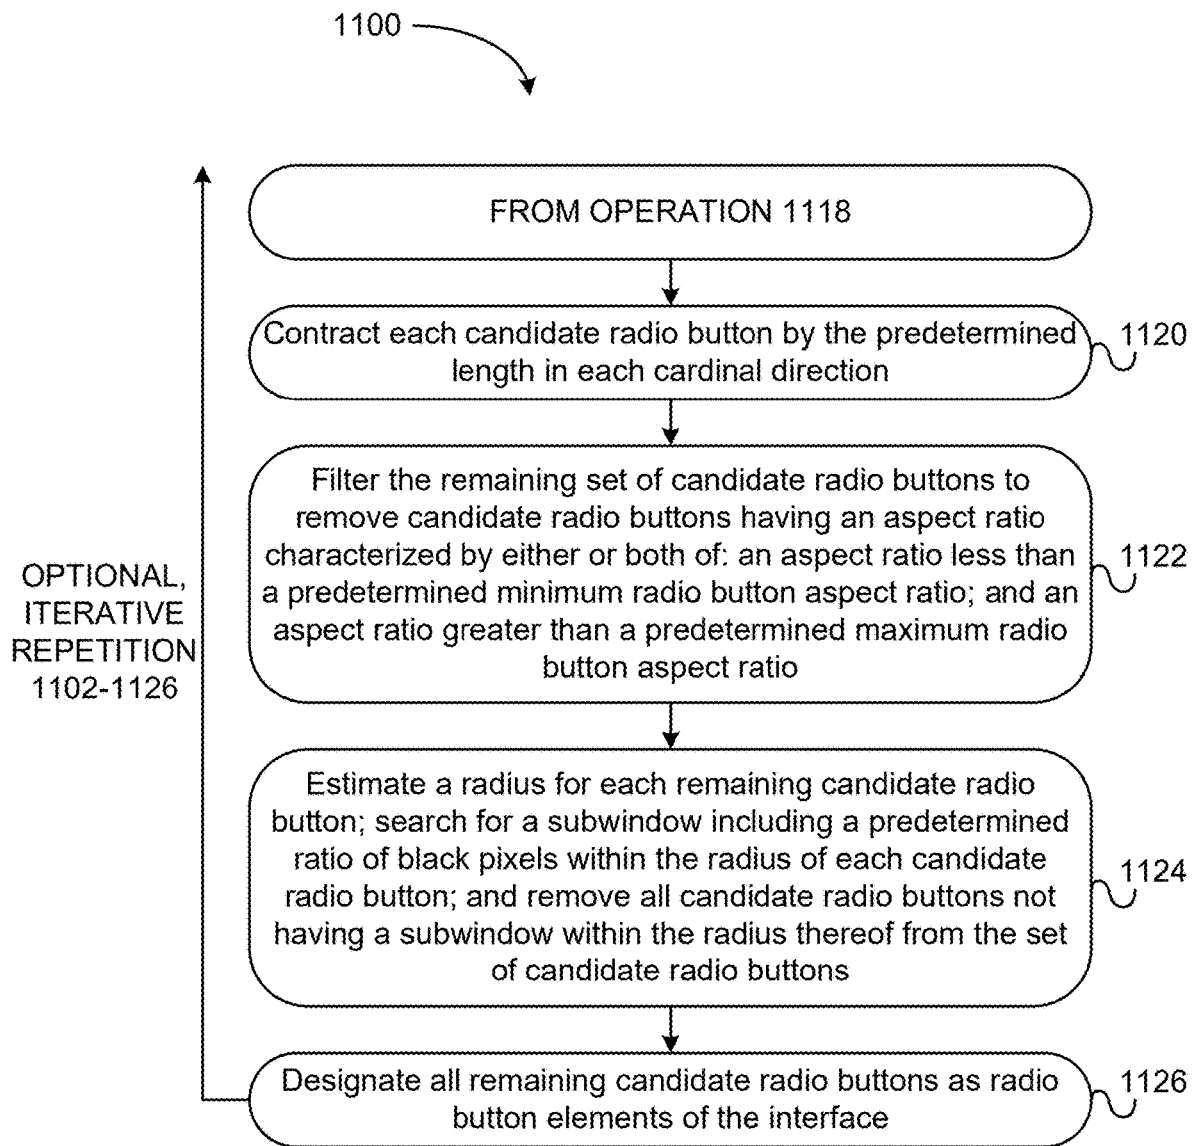 1100
FROM OPERATION 1118
Contract each candidate radio button by the predetermined
length in each cardinal direction
1120
Filter the remaining set of candidate radio buttons to
remove candidate radio buttons having an aspect ratio
characterized by either or both of: an aspect ratio less than
a predetermined minimum radio button aspect ratio; and an
aspect ratio greater than a predetermined maximum radio
button aspect ratio
1122
OPTIONAL,
ITERATIVE
REPETITION
1102-1126
Estimate a radius for each remaining candidate radio
button; search for a subwindow including a predetermined
ratio of black pixels within the radius of each candidate
radio button; and remove all candidate radio buttons not
having a subwindow within the radius thereof from the set
of candidate radio buttons
1124
Designate all remaining candidate radio buttons as radio
button elements of the interface
1126